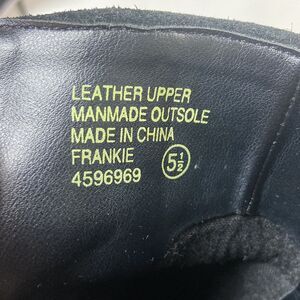 LEATHER UPPER
MANMADE OUTSOLE
MADE IN CHINA
FRANKIE
4596969 5½